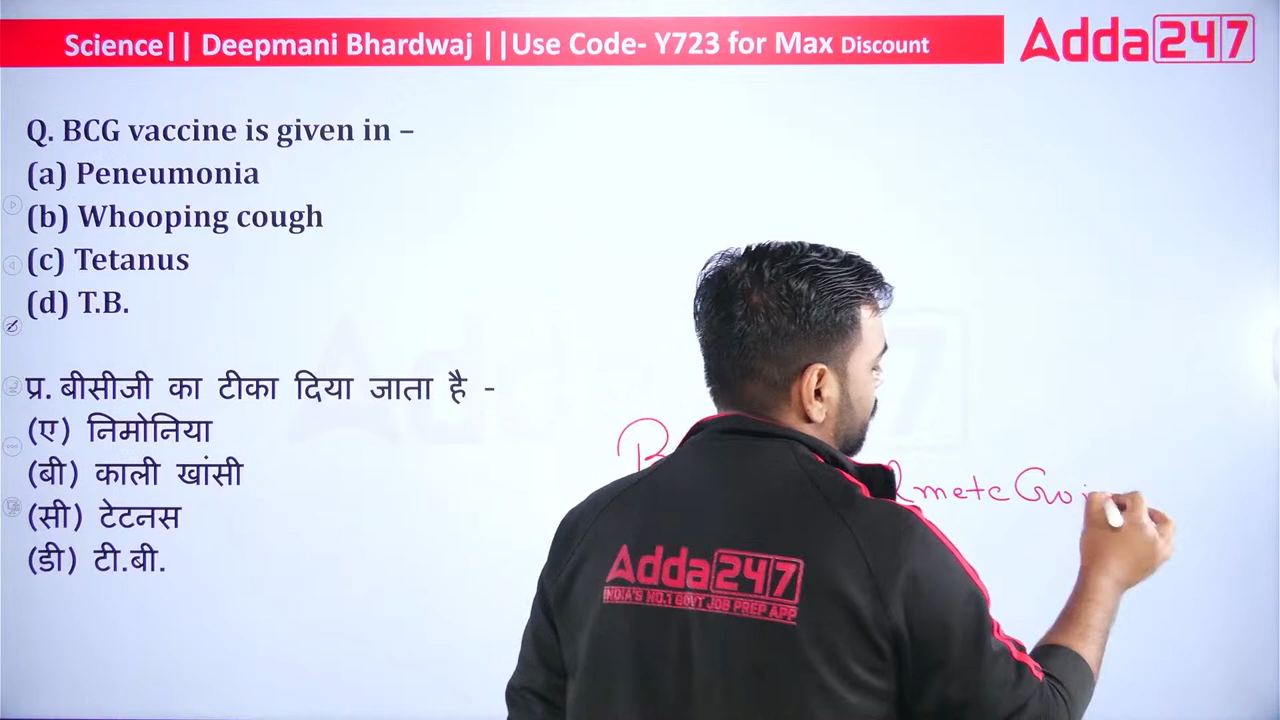 Science|| Deepmani Bhardwaj ||Use Code- Y723 for Max Discount
Adda247
Q. BCG vaccine is given in –
(a) Peneumonia
(b) Whooping cough
(c) Tetanus
(d) T.B.
प्र. बीसीजी का टीका दिया जाता है -
(ए) निमोनिया
(बी) काली खांसी
(सी) टेटनस
(डी) टी.बी.
Adda247
INDIA'S NO.1 GOVT JOB PREP APP